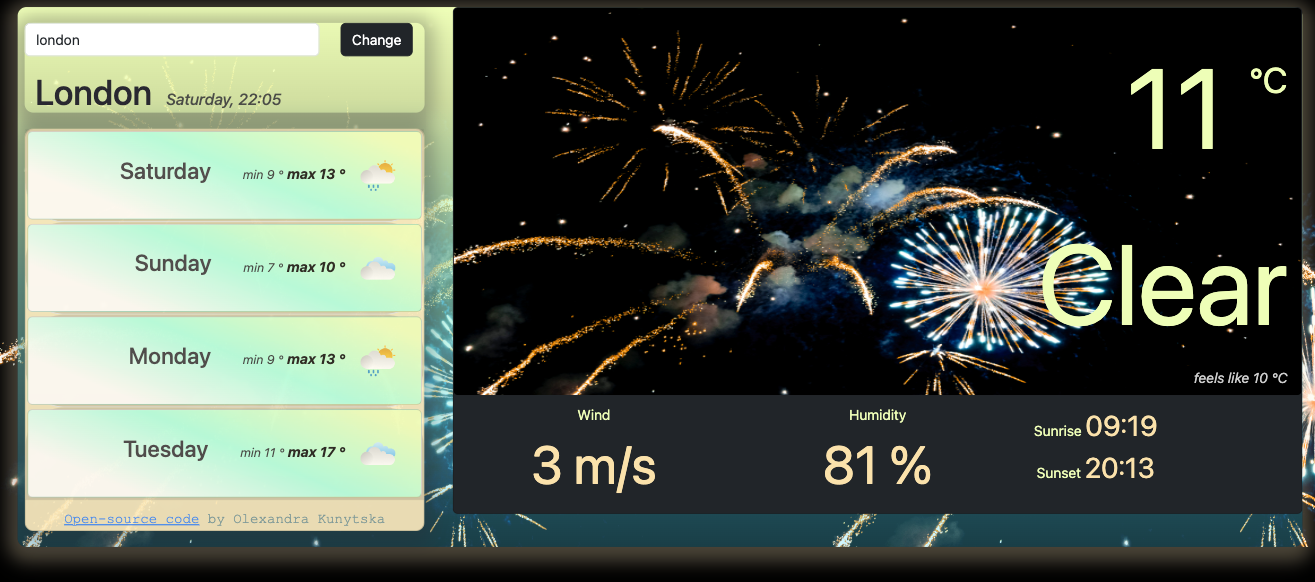 london
Change
London Saturday, 22:05
Saturday min 9 ° max 13 °
Sunday min 7 ° max 10 °
Monday min 9 ° max 13 °
Tuesday min 11 ° max 17 °
Open-source code by Olexandra Kunytska
11 °C
Clear
feels like 10 °C
Wind
3 m/s
Humidity
81 %
Sunrise 09:19
Sunset 20:13